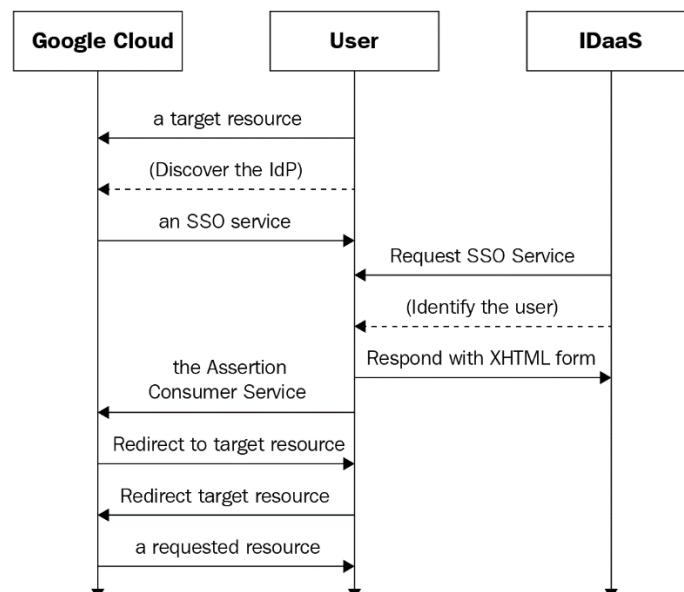 Google Cloud
User
IDaaS
a target resource
(Discover the IdP)
an SSO service
Request SSO Service
(Identify the user)
Respond with XHTML form
the Assertion
Consumer Service
Redirect to target resource
Redirect target resource
a requested resource